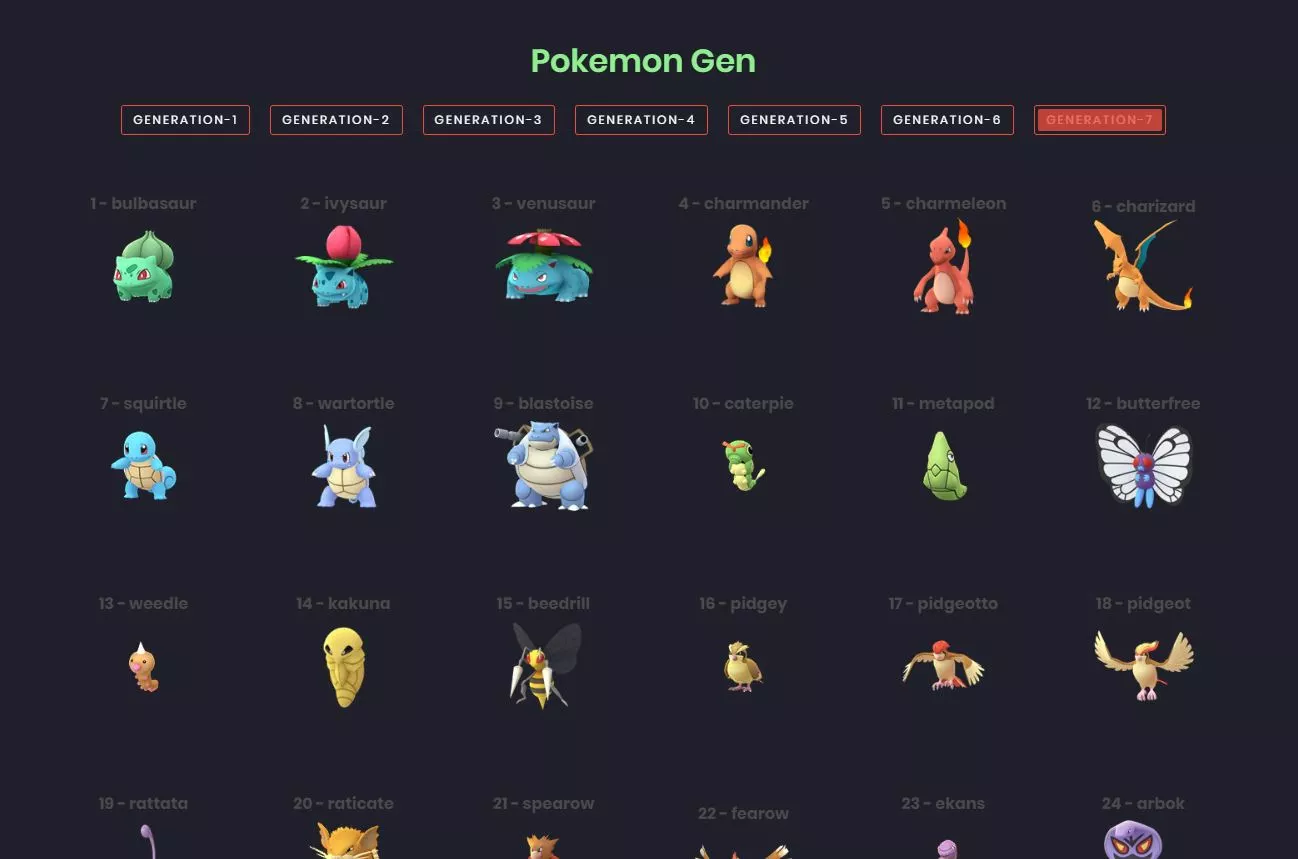 Pokemon Gen
GENERATION-1 GENERATION-2 GENERATION-3 GENERATION-4 GENERATION-5 GENERATION-6 GENERATION-7
1 - bulbasaur 2 - ivysaur 3 - venusaur 4 - charmander 5 - charmeleon 6 - charizard
7 - squirtle 8 - wartortle 9 - blastoise 10 - caterpie 11 - metapod 12 - butterfree
13 - weedle 14 - kakuna 15 - beedrill 16 - pidgey 17 - pidgeotto 18 - pidgeot
19 - rattata 20 - raticate 21 - spearow 22 - fearow 23 - ekans 24 - arbok